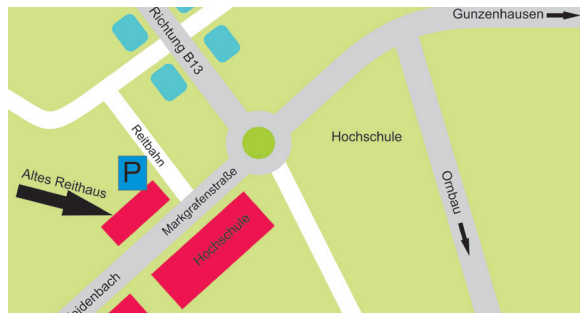 Gunzenhausen
Richtung B13
Hochschule
Reitbahn
P
Altes Reithaus
Markgrafenstraße
Ornbau
Hochschule